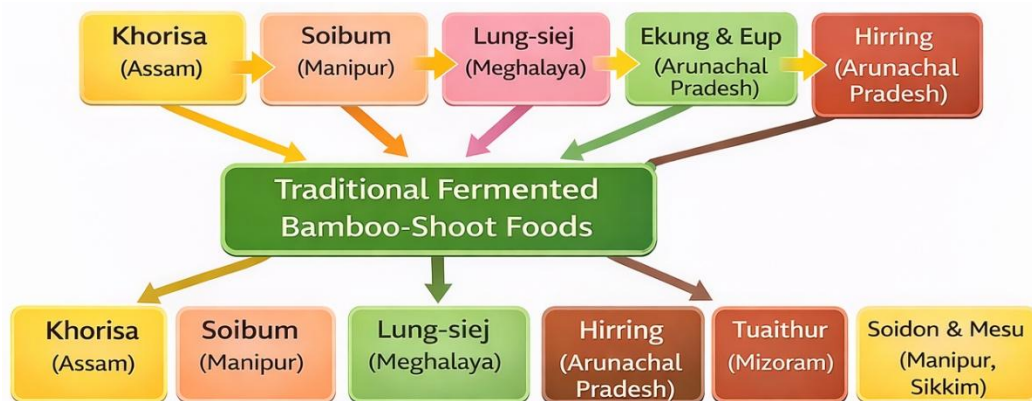 Khorisa
(Assam)
Soibum
(Manipur)
Lung-siej
(Meghalaya)
Ekung & Eup
(Arunachal
Pradesh)
Hirring
(Arunachal
Pradesh)
Traditional Fermented
Bamboo-Shoot Foods
Khorisa
(Assam)
Soibum
(Manipur)
Lung-siej
(Meghalaya)
Hirring
(Arunachal
Pradesh)
Tuaithur
(Mizoram)
Soidon & Mesu
(Manipur,
Sikkim)